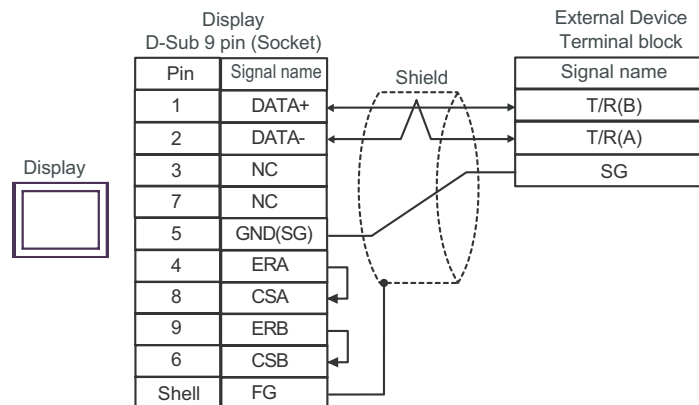 Display
D-Sub 9 pin (Socket)
External Device
Terminal block
Pin Signal name
Shield
Signal name
1 DATA+
T/R(B)
2 DATA-
T/R(A)
Display
3 NC
SG
7 NC
5 GND(SG)
4 ERA
8 CSA
9 ERB
6 CSB
Shell FG